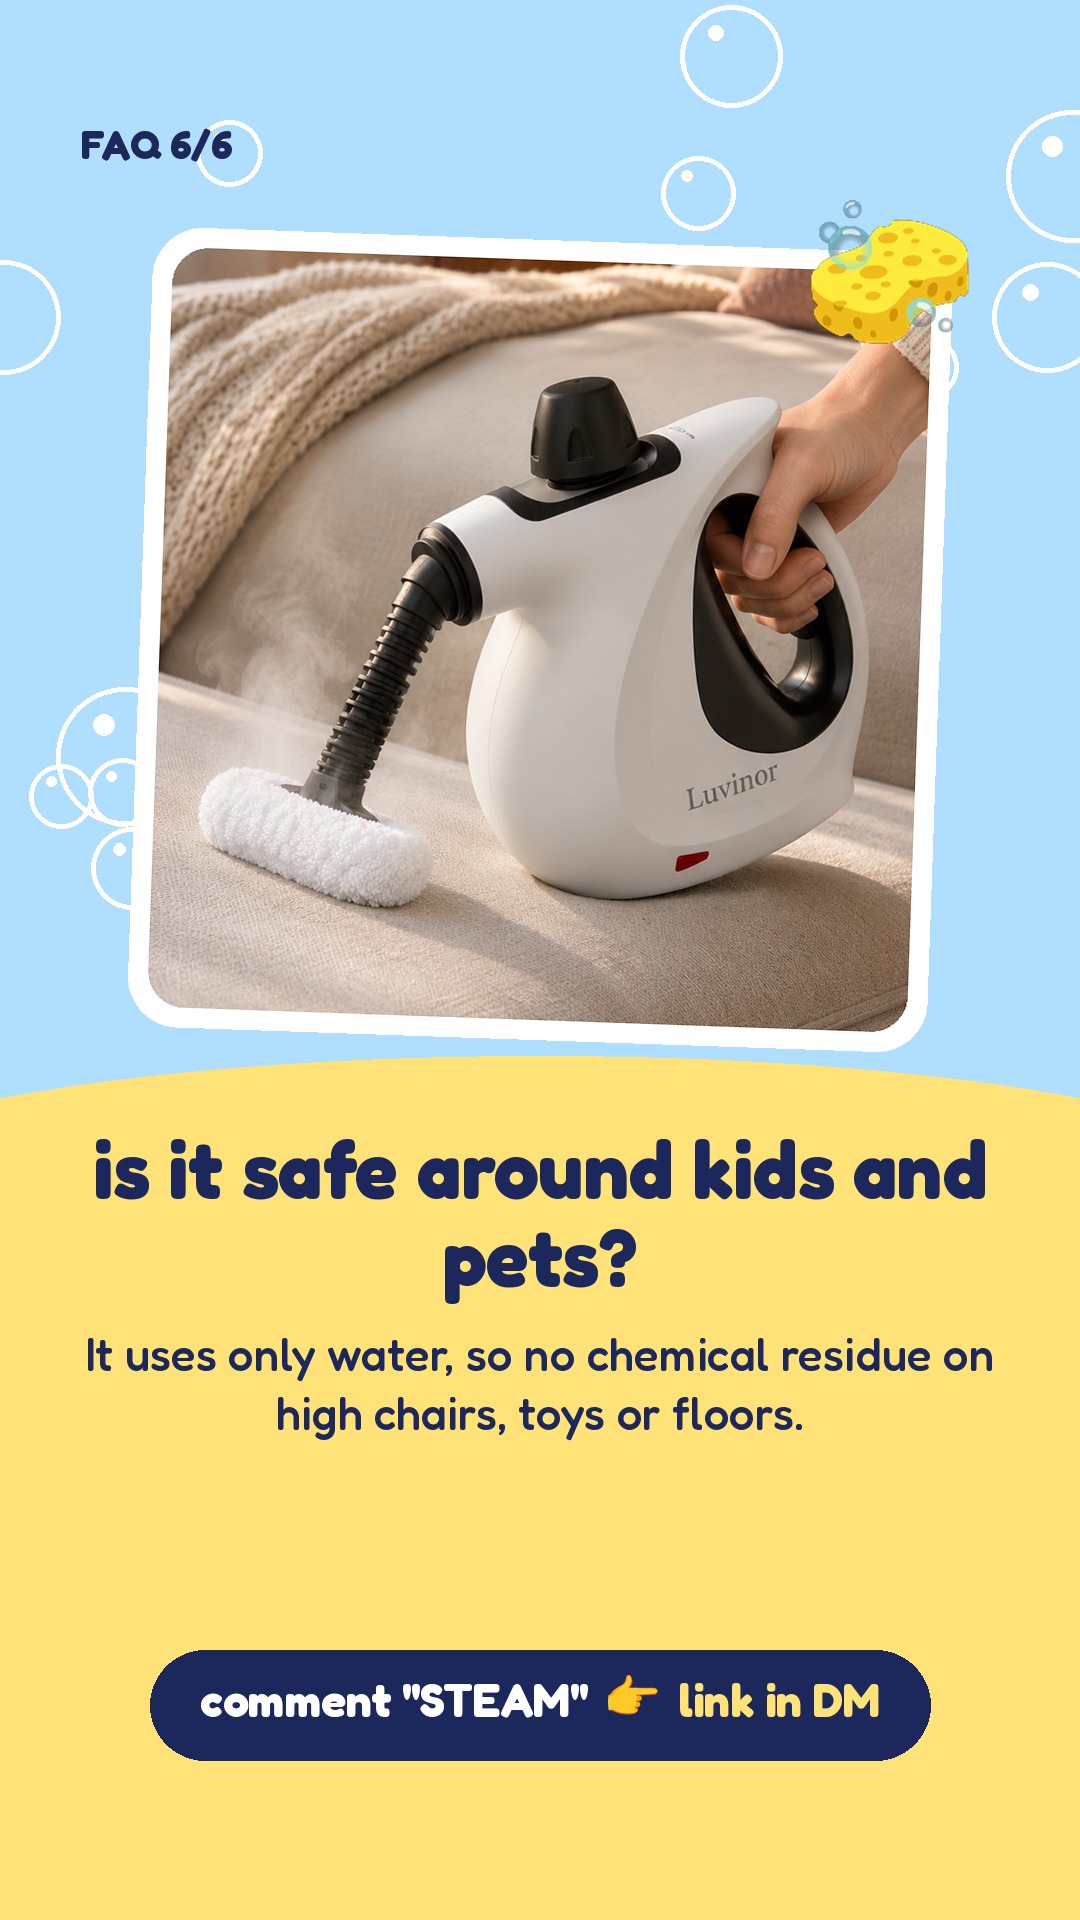 FAQ 6/6
Luvinor
is it safe around kids and
pets?
It uses only water, so no chemical residue on
high chairs, toys or floors.
comment "STEAM" 👉 link in DM